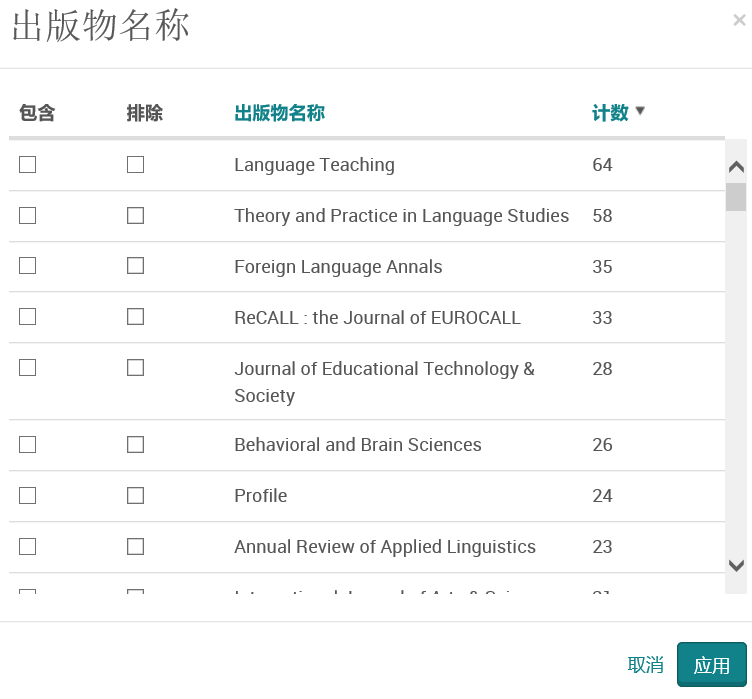 出版物名称
×
包含 排除 出版物名称 计数 ▼
Language Teaching 64
Theory and Practice in Language Studies 58
Foreign Language Annals 35
ReCALL : the Journal of EUROCALL 33
Journal of Educational Technology & 28
Society
Behavioral and Brain Sciences 26
Profile 24
Annual Review of Applied Linguistics 23
取消 应用